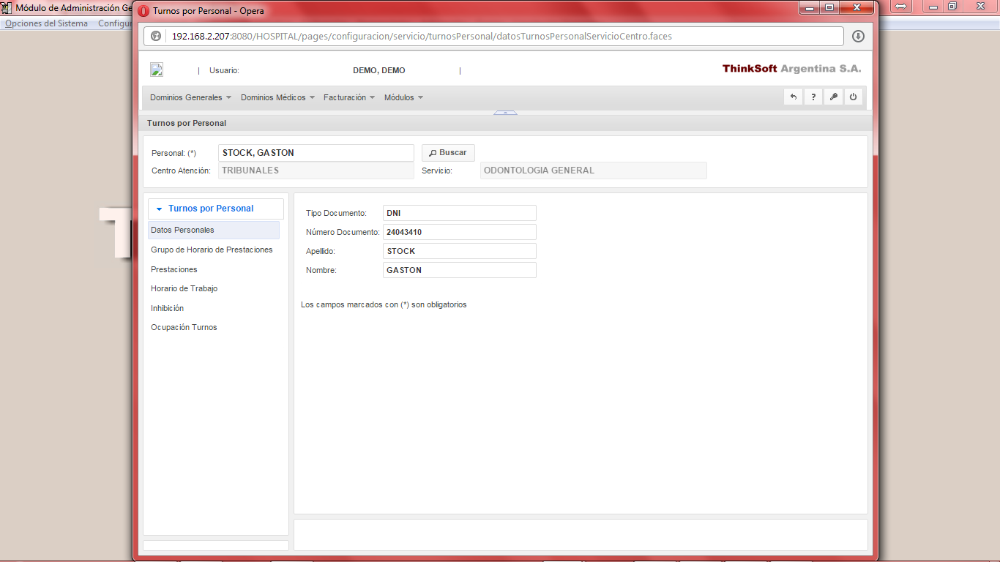 Módulo de Administración Ge
Turnos por Personal - Opera
Opciones del Sistema Configur
192.168.2.207:8080/HOSPITAL/pages/configuracion/servicio/turnosPersonal/datosTurnosPersonalServicioCentro.faces
| Usuario: DEMO, DEMO |
ThinkSoft Argentina S.A.
Dominios Generales Dominios Médicos Facturación Módulos ?
Turnos por Personal
Personal: (*) STOCK, GASTON Buscar
Centro Atención: TRIBUNALES Servicio: ODONTOLOGIA GENERAL
Turnos por Personal
Datos Personales
Grupo de Horario de Prestaciones
Prestaciones
Horario de Trabajo
Inhibición
Ocupación Turnos
Tipo Documento: DNI
Número Documento: 24043410
Apellido: STOCK
Nombre: GASTON
Los campos marcados con (*) son obligatorios
T